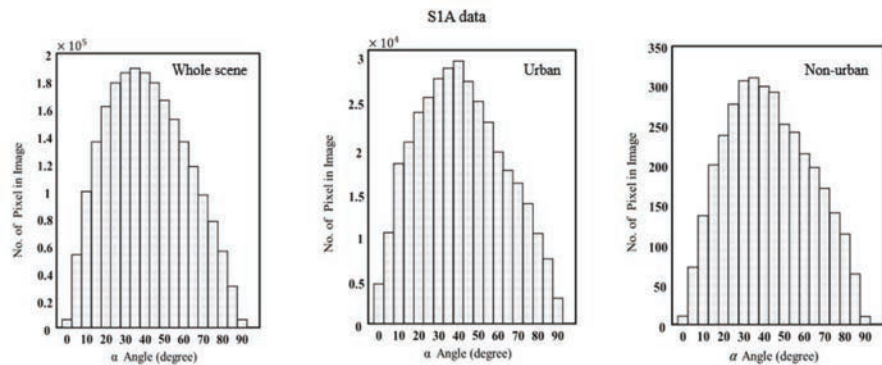 S1A data
× 10⁵
Whole scene
2
1.8
1.6
1.4
1.2
1
0.8
0.6
0.4
0.2
0
No. of Pixel in Image
0 10 20 30 40 50 60 70 80 90
α Angle (degree)
× 10⁴
Urban
3
2.5
2
1.5
1
0.5
0
No. of Pixel in Image
0 10 20 30 40 50 60 70 80 90
α Angle (degree)
Non-urban
350
300
250
200
150
100
50
0
No. of Pixel in Image
0 10 20 30 40 50 60 70 80 90
α Angle (degree)